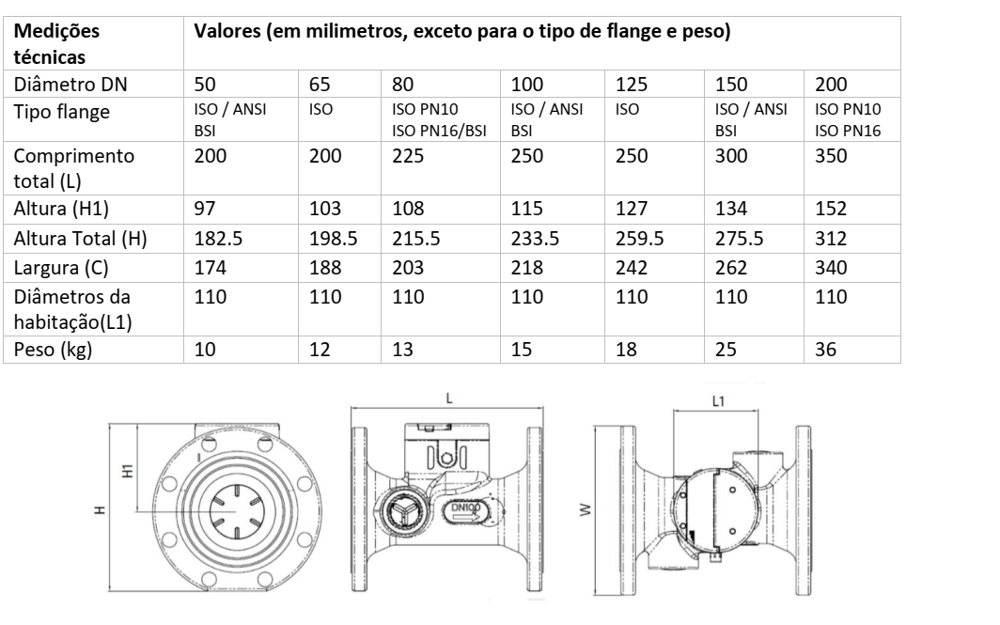 Medições
técnicas
Valores (em milimetros, exceto para o tipo de flange e peso)
Diâmetro DN 50 65 80 100 125 150 200
Tipo flange ISO / ANSI ISO ISO PN10 ISO / ANSI ISO ISO / ANSI ISO PN10
BSI ISO PN16/BSI BSI BSI ISO PN16
Comprimento 200 200 225 250 250 300 350
total (L)
Altura (H1) 97 103 108 115 127 134 152
Altura Total (H) 182.5 198.5 215.5 233.5 259.5 275.5 312
Largura (C) 174 188 203 218 242 262 340
Diâmetros da 110 110 110 110 110 110 110
habitação(L1)
Peso (kg) 10 12 13 15 18 25 36
L
L1
H1
H
DN100
W